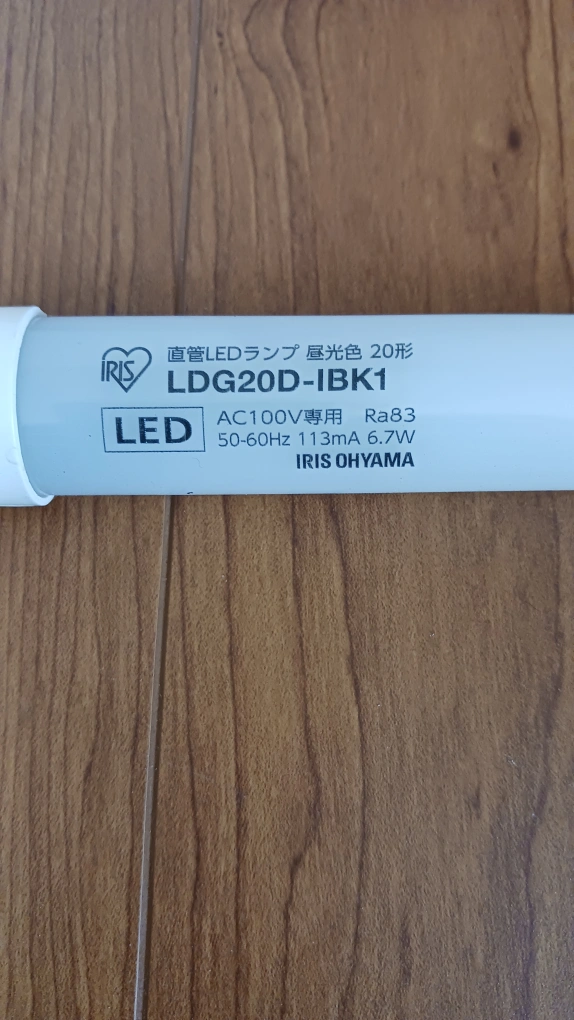 IRIS
直管LEDランプ 昼光色 20形
LDG20D-IBK1
LED
AC100V専用 Ra83
50-60Hz 113mA 6.7W
IRIS OHYAMA